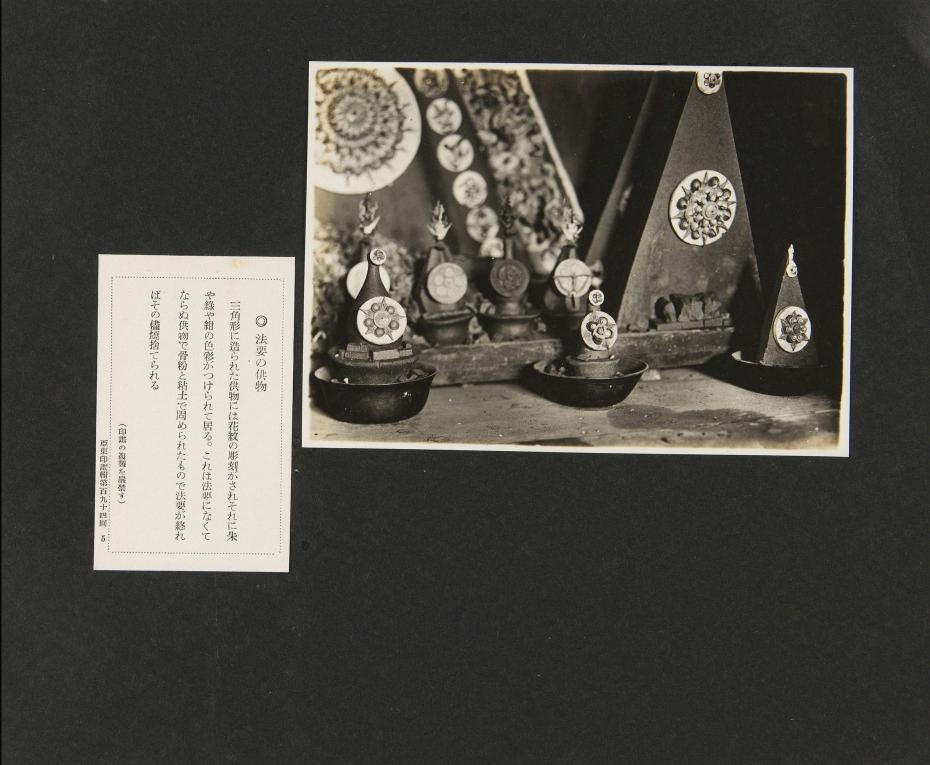 ◎ 法要の供物
三角形に造られた供物には花紋の彫刻がされそれに朱
や綠や紺の色彩がつけられて居る。これは法要になくて
ならぬ供物で骨粉と粘土で固められたもので法要が終れ
ばその儘燒捨てられる
(印畫の複製を嚴禁す)
亞東印畫輯第百九十四回 5